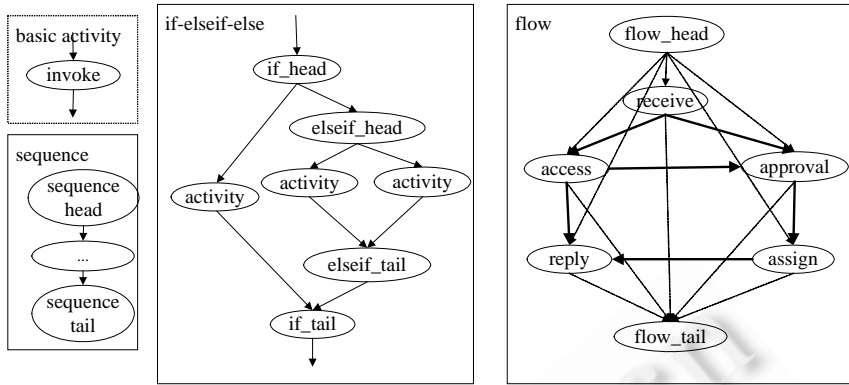 basic activity
invoke
sequence
sequence
head
...
sequence
tail
if-elseif-else
if_head
elseif_head
activity
activity
activity
elseif_tail
if_tail
flow
flow_head
receive
access
approval
reply
assign
flow_tail